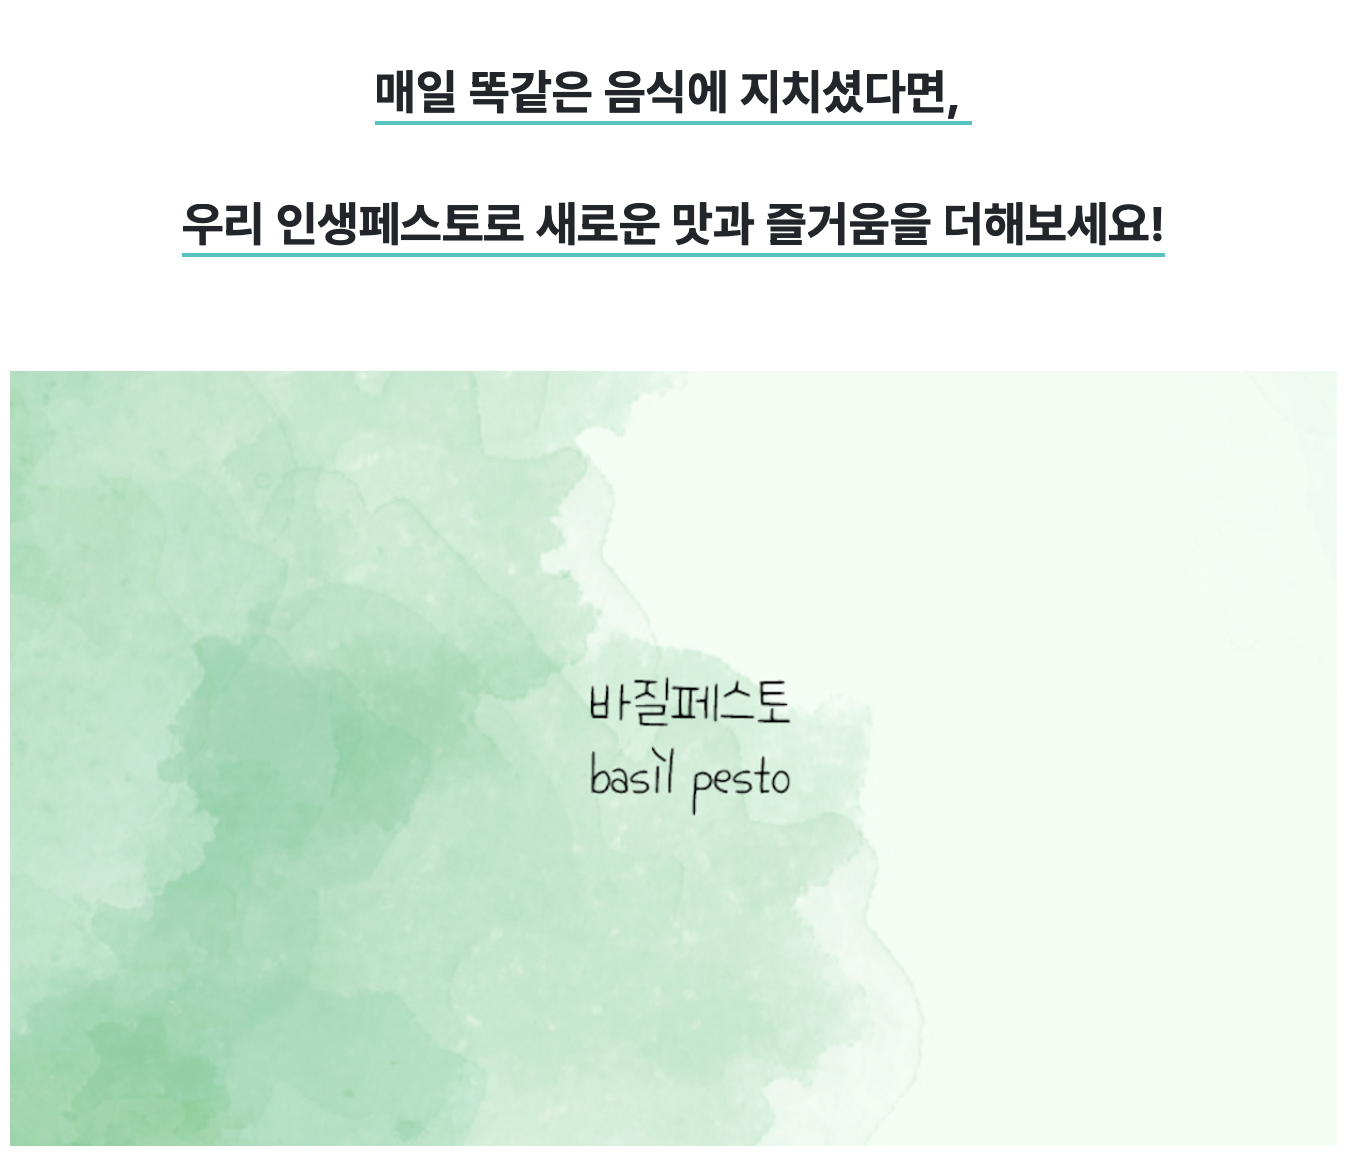 매일 똑같은 음식에 지치셨다면,
우리 인생페스토로 새로운 맛과 즐거움을 더해보세요!
바질페스토
basil pesto